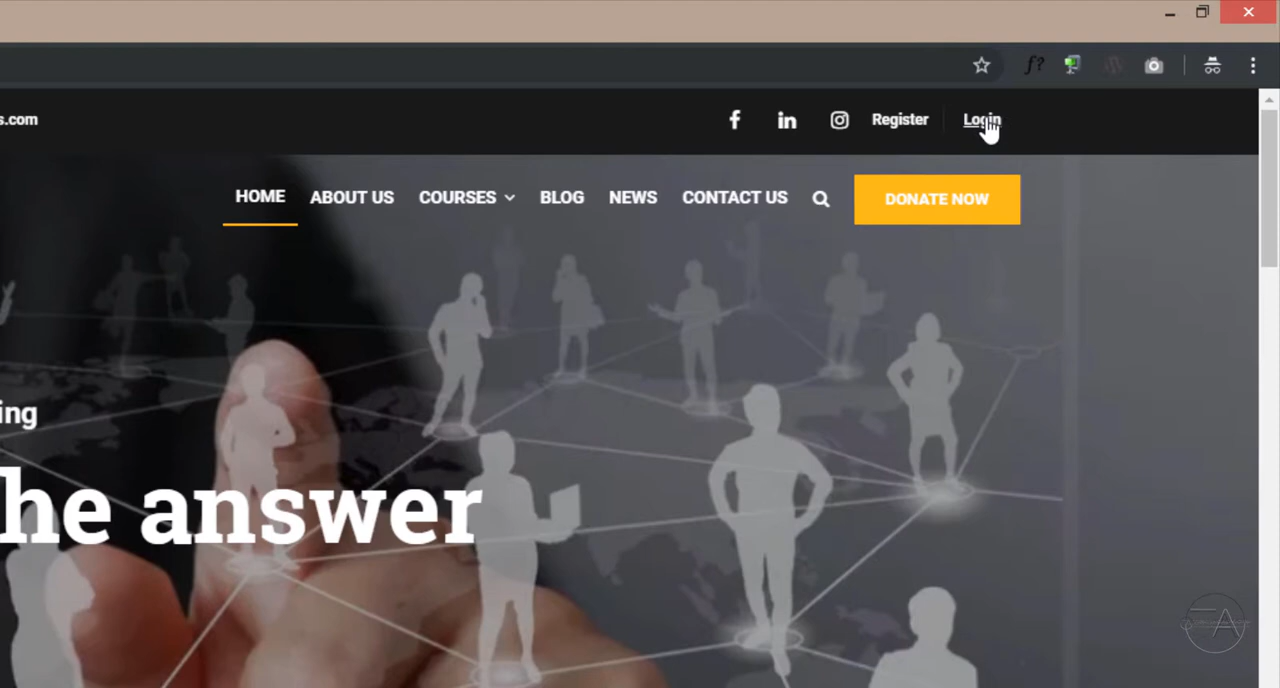 s.com
Register Login
HOME ABOUT US COURSES BLOG NEWS CONTACT US DONATE NOW
ing
he answer